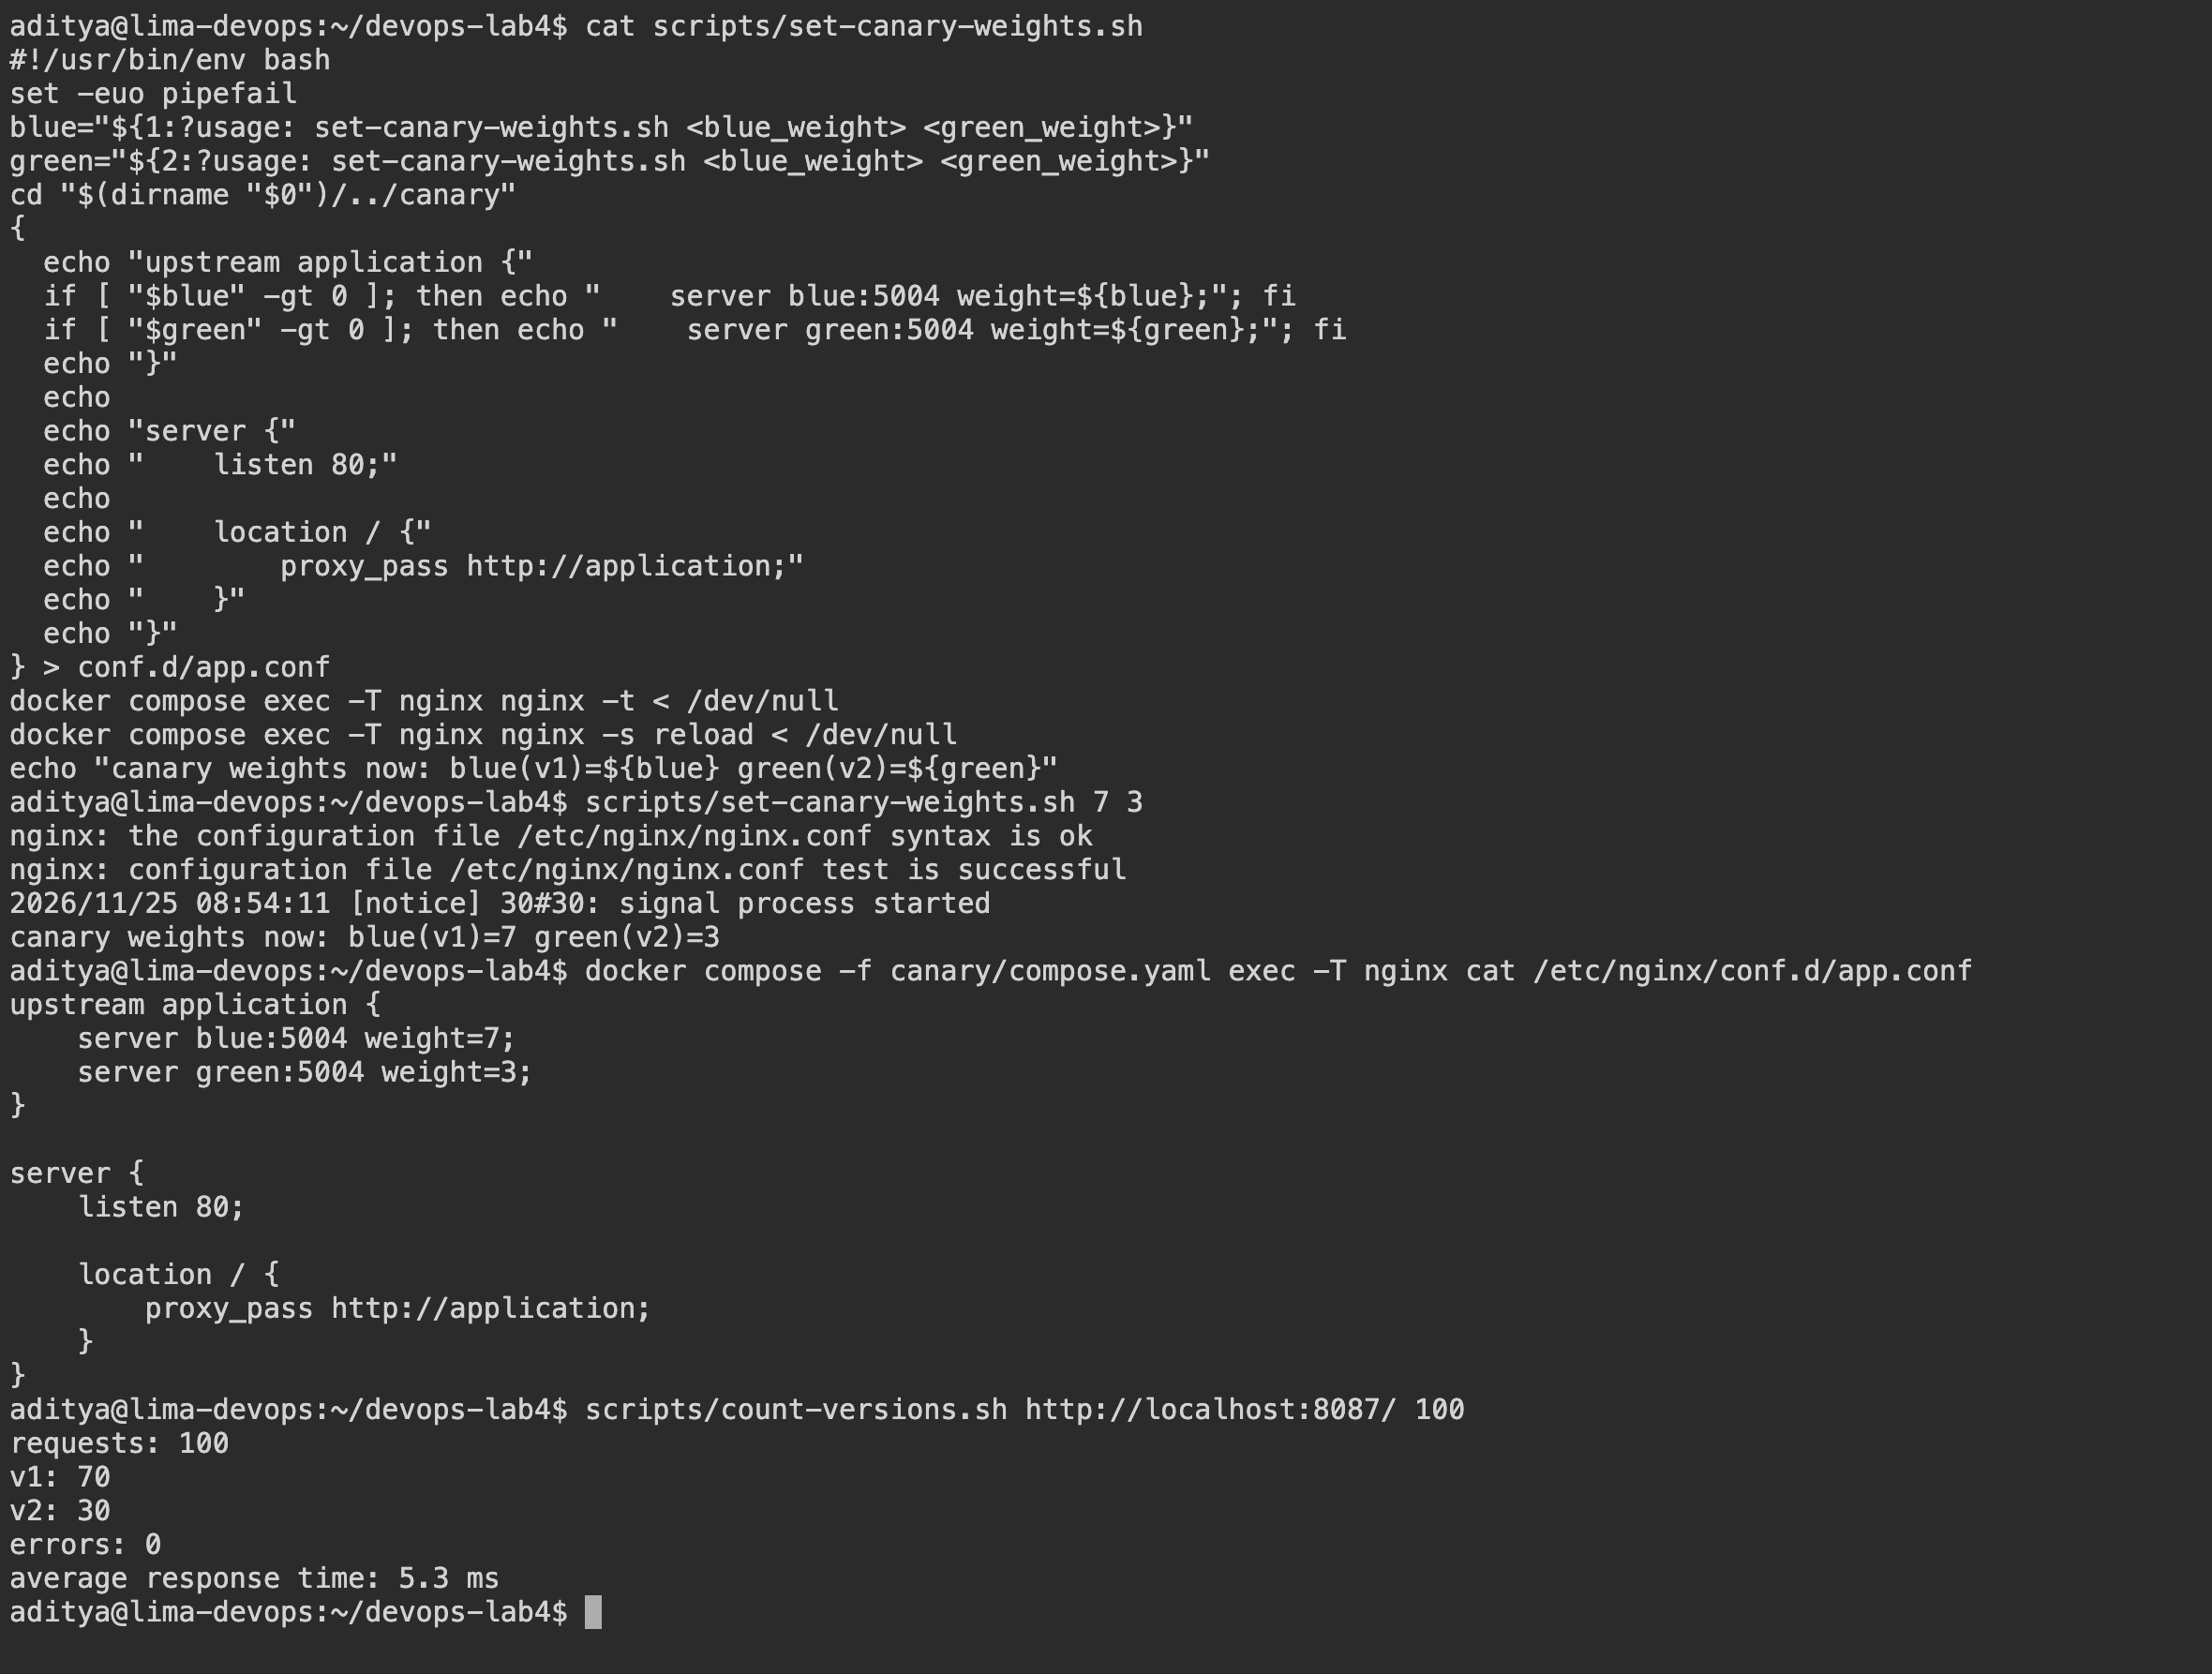 aditya@lima-devops:~/devops-lab4$ cat scripts/set-canary-weights.sh
#!/usr/bin/env bash
set -euo pipefail
blue="${1:?usage: set-canary-weights.sh <blue_weight> <green_weight>}"
green="${2:?usage: set-canary-weights.sh <blue_weight> <green_weight>}"
cd "$(dirname "$0")/../canary"
{
  echo "upstream application {"
  if [ "$blue" -gt 0 ]; then echo "    server blue:5004 weight=${blue};"; fi
  if [ "$green" -gt 0 ]; then echo "    server green:5004 weight=${green};"; fi
  echo "}"
  echo
  echo "server {"
  echo "    listen 80;"
  echo
  echo "    location / {"
  echo "        proxy_pass http://application;"
  echo "    }"
  echo "}"
} > conf.d/app.conf
docker compose exec -T nginx nginx -t < /dev/null
docker compose exec -T nginx nginx -s reload < /dev/null
echo "canary weights now: blue(v1)=${blue} green(v2)=${green}"
aditya@lima-devops:~/devops-lab4$ scripts/set-canary-weights.sh 7 3
nginx: the configuration file /etc/nginx/nginx.conf syntax is ok
nginx: configuration file /etc/nginx/nginx.conf test is successful
2026/11/25 08:54:11 [notice] 30#30: signal process started
canary weights now: blue(v1)=7 green(v2)=3
aditya@lima-devops:~/devops-lab4$ docker compose -f canary/compose.yaml exec -T nginx cat /etc/nginx/conf.d/app.conf
upstream application {
    server blue:5004 weight=7;
    server green:5004 weight=3;
}

server {
    listen 80;

    location / {
        proxy_pass http://application;
    }
}
aditya@lima-devops:~/devops-lab4$ scripts/count-versions.sh http://localhost:8087/ 100
requests: 100
v1: 70
v2: 30
errors: 0
average response time: 5.3 ms
aditya@lima-devops:~/devops-lab4$